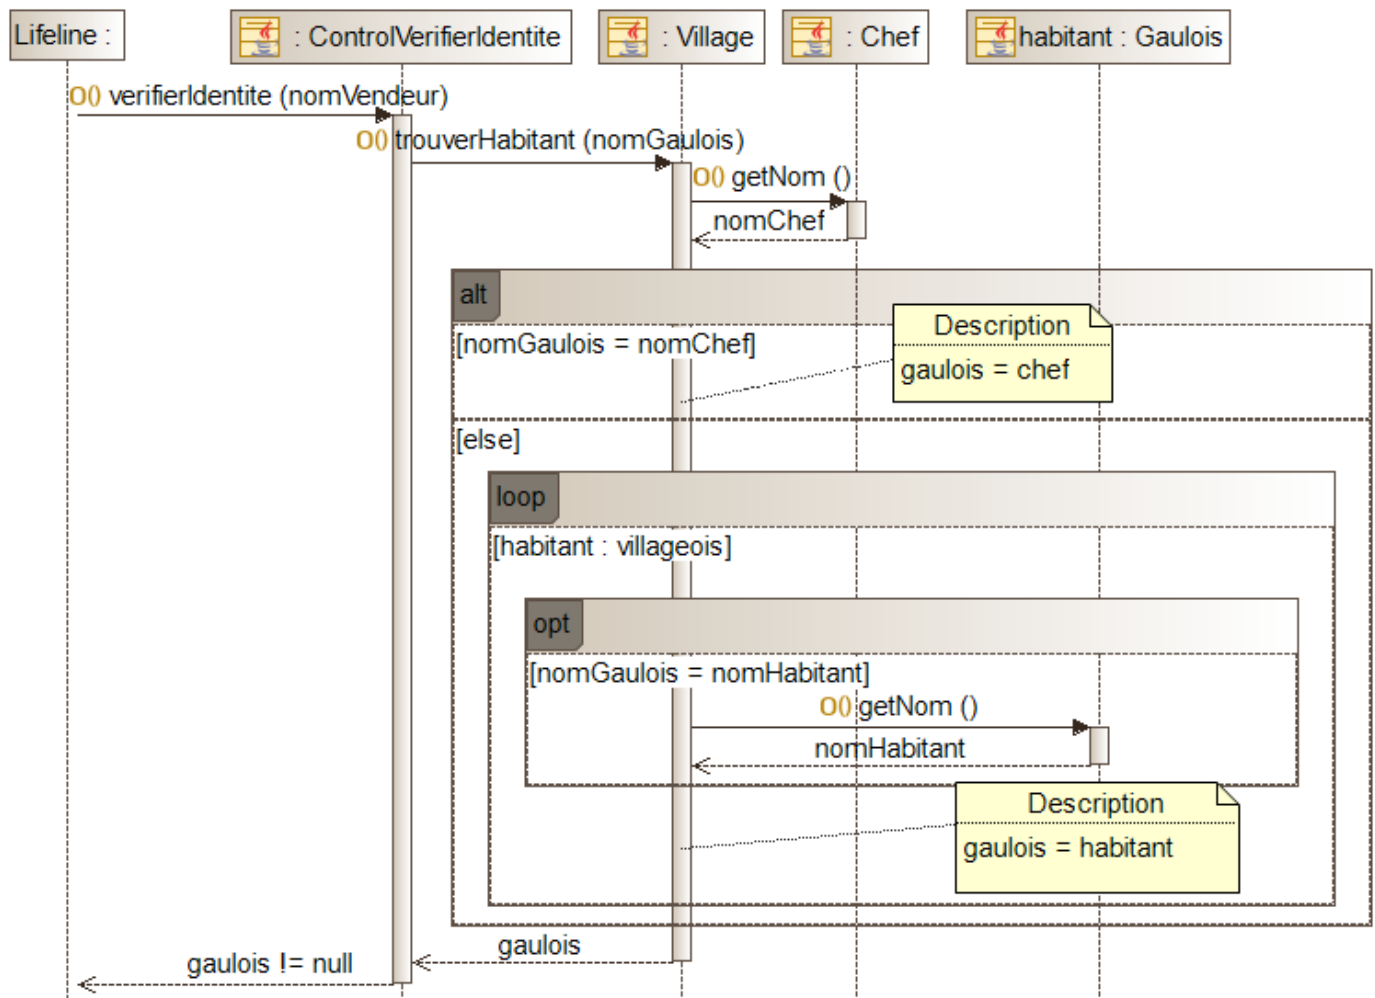 Lifeline :
: ControlVerifierIdentite
: Village
: Chef
habitant : Gaulois
O() verifierIdentite (nomVendeur)
O() trouverHabitant (nomGaulois)
O() getNom ()
nomChef
alt
Description
[nomGaulois = nomChef]
gaulois = chef
[else]
loop
[habitant : villageois]
opt
[nomGaulois = nomHabitant]
O() getNom ()
nomHabitant
Description
gaulois = habitant
gaulois
gaulois != null